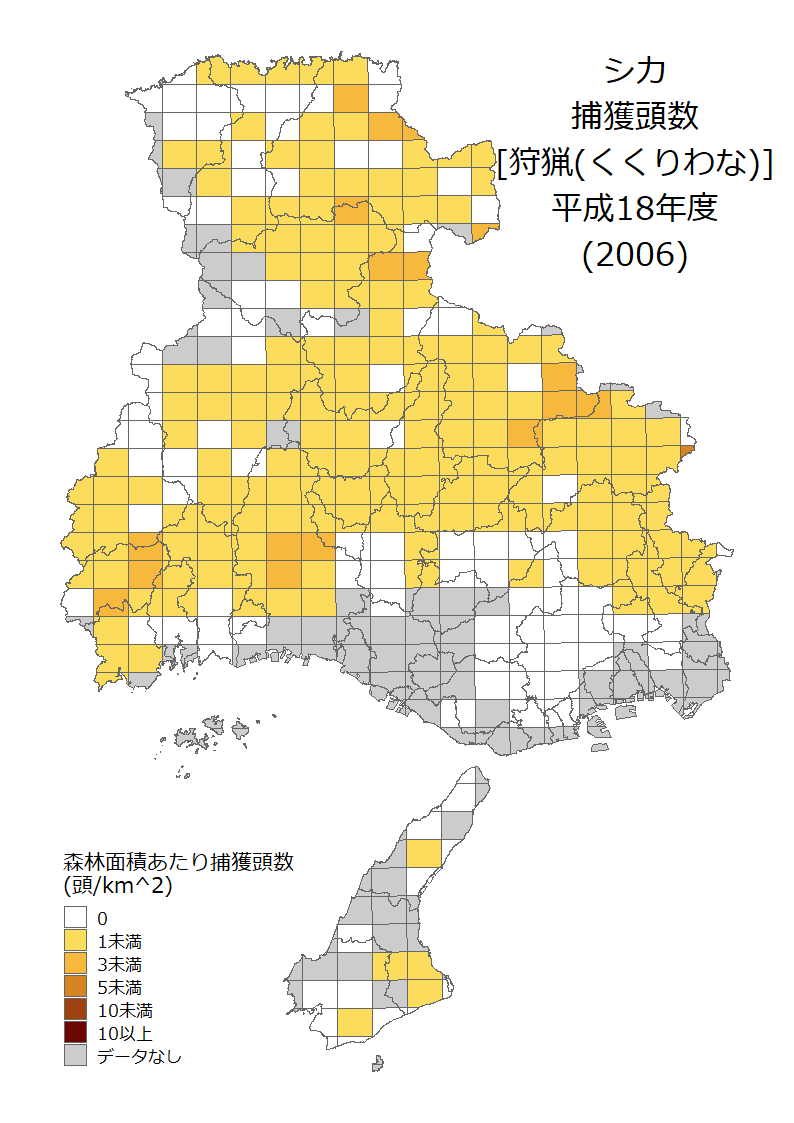 シカ
捕獲頭数
[狩猟(くくりわな)]
平成18年度
(2006)
森林面積あたり捕獲頭数
(頭/km^2)
0
1未満
3未満
5未満
10未満
10以上
データなし